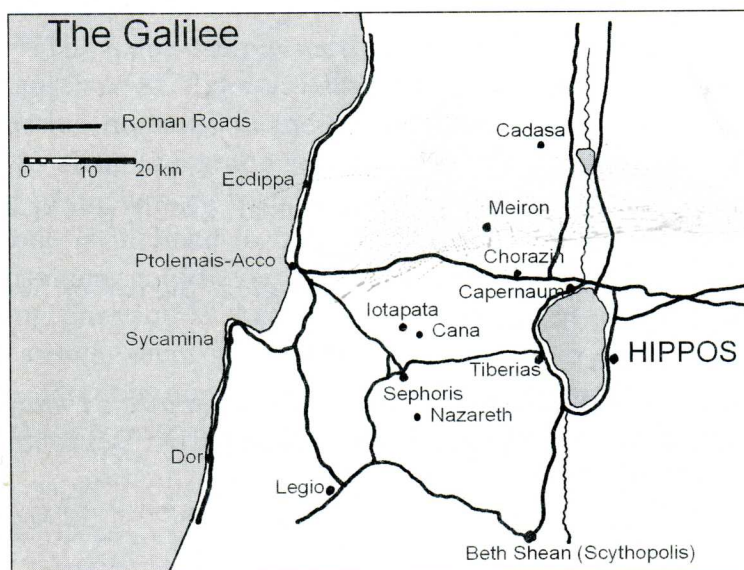 The Galilee
Roman Roads
0 10 20 km
Cadasa
Ecdippa
Meiron
Ptolemais-Acco
Chorazin
Capernaum
Iotapata
Cana
Sycamina
Tiberias
HIPPOS
Sephoris
Nazareth
Dor
Legio
Beth Shean (Scythopolis)